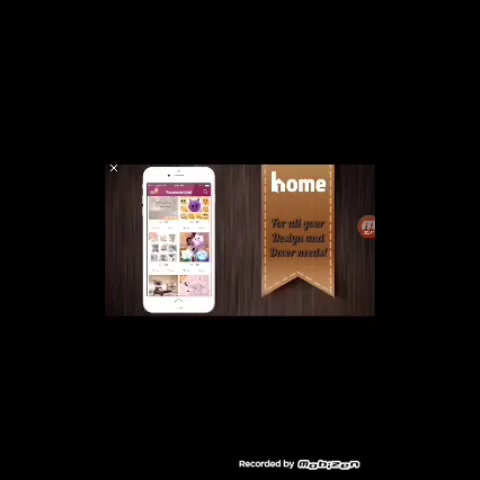 home
For all your
Design and
Decor needs!
Recorded by Mobizen